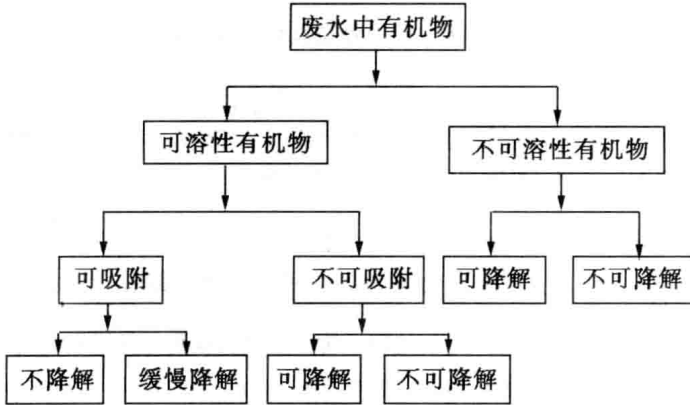 废水中有机物
可溶性有机物
不可溶性有机物
可吸附
不可吸附
可降解
不可降解
不降解
缓慢降解
可降解
不可降解